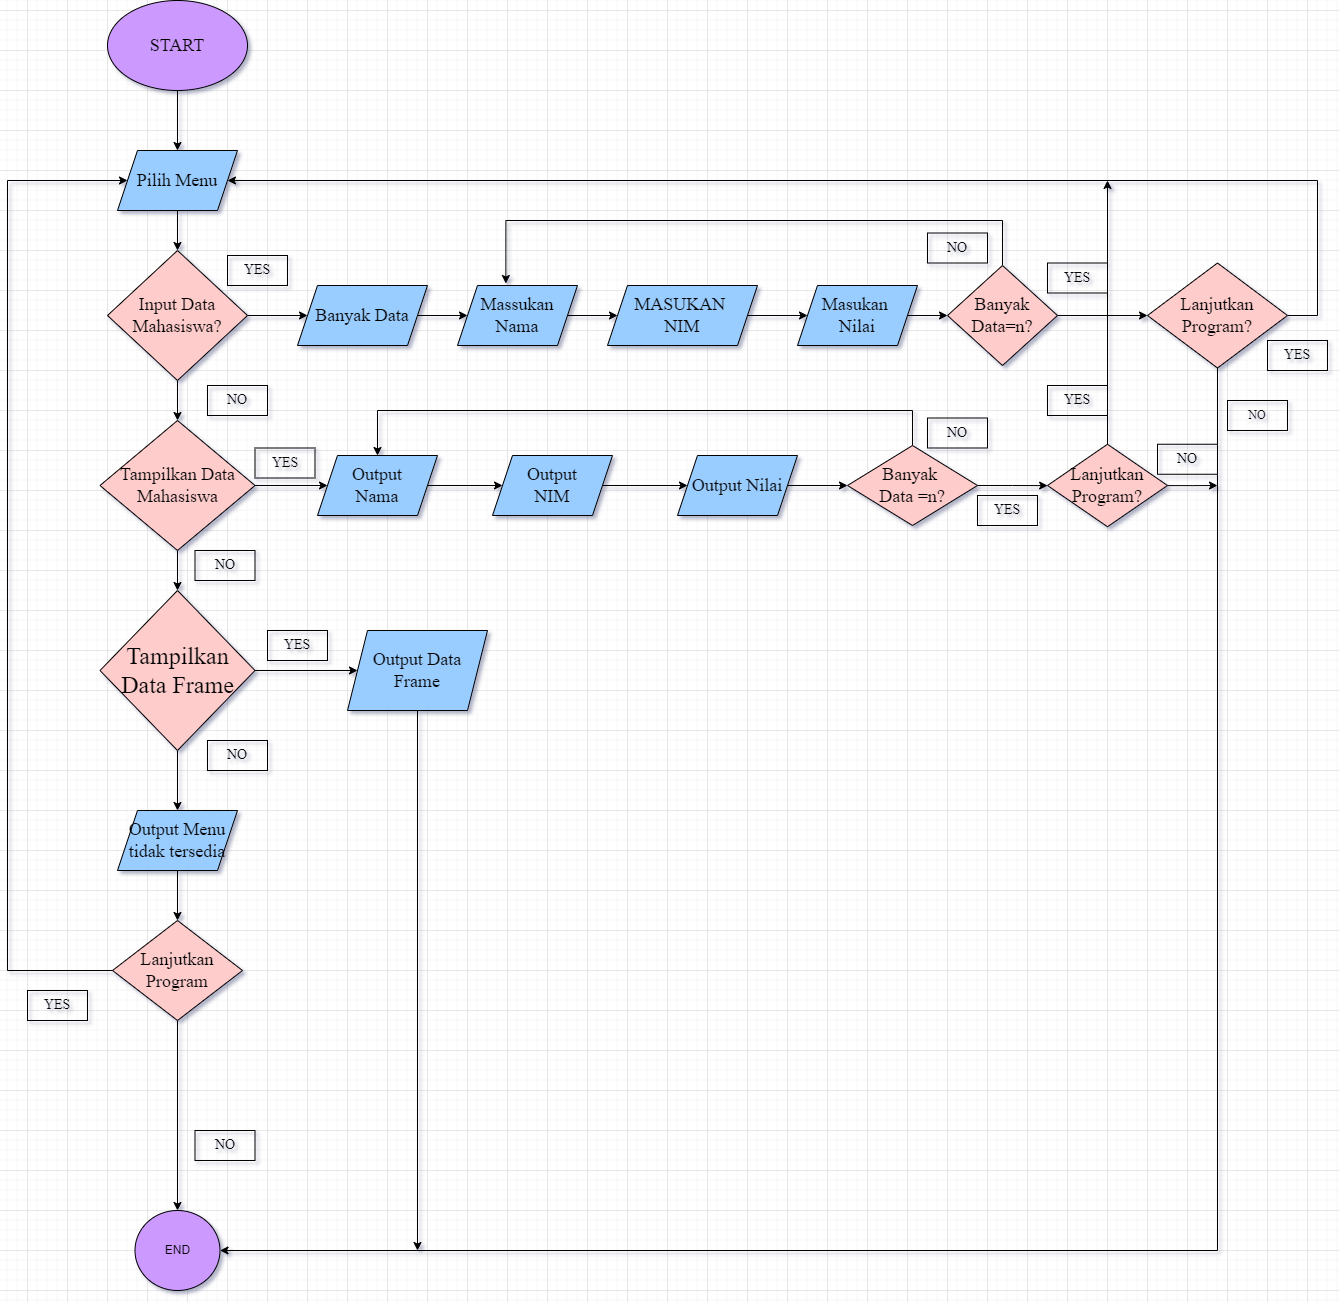 START
Pilih Menu
Input Data
Mahasiswa?
YES
Banyak Data
Massukan
Nama
MASUKAN
NIM
Masukan
Nilai
NO
Banyak
Data=n?
YES
Lanjutkan
Program?
YES
NO
NO
Tampilkan Data
Mahasiswa
YES
Output
Nama
Output
NIM
Output Nilai
NO
Banyak
Data =n?
YES
YES
Lanjutkan
Program?
NO
NO
Tampilkan
Data Frame
YES
Output Data
Frame
NO
Output Menu
tidak tersedia
Lanjutkan
Program
YES
NO
END